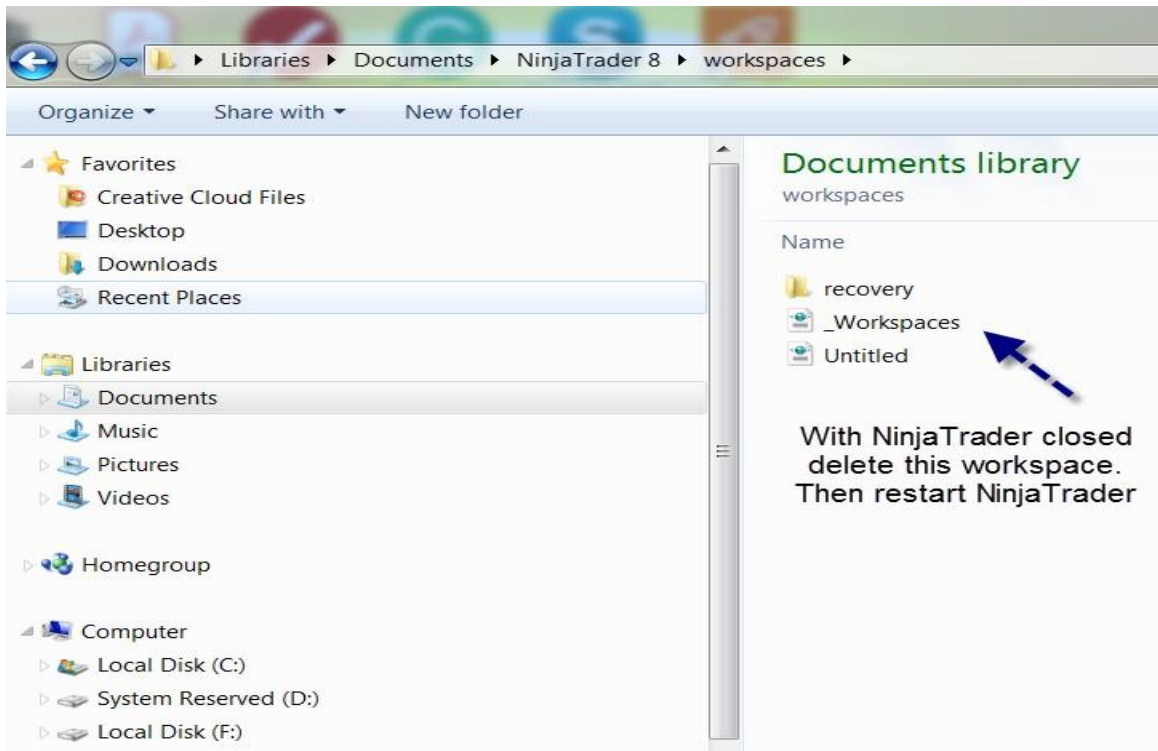 Libraries Documents NinjaTrader 8 workspaces
Organize Share with New folder
Favorites
Creative Cloud Files
Desktop
Downloads
Recent Places
Libraries
Documents
Music
Pictures
Videos
Homegroup
Computer
Local Disk (C:)
System Reserved (D:)
Local Disk (F:)
Documents library
workspaces
Name
recovery
_Workspaces
Untitled
With NinjaTrader closed
delete this workspace.
Then restart NinjaTrader